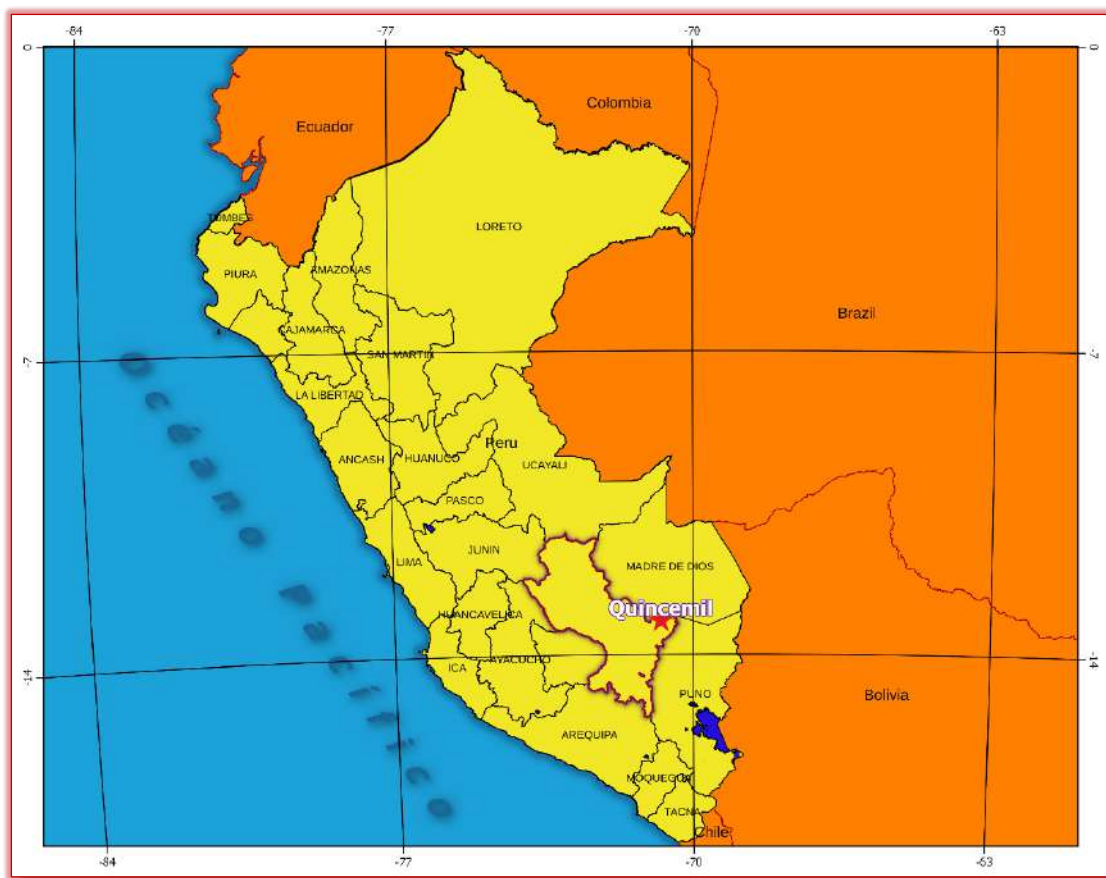 -84 -77 -70 -63
0 0
Colombia
Ecuador
LORETO
TUMBES
AMAZONAS
PIURA
Brazil
CAJAMARCA
SAN MARTIN
-7 -7
LA LIBERTAD
Peru
ANCASH
HUANUCO
UCAYALI
PASCO
JUNIN
LIMA
MADRE DE DIOS
Quincemil
HUANCAVELICA
ICA
AYACUCHO
-14 -14
PUNO
Bolivia
AREQUIPA
MOQUEGUA
TACNA
Chile
Océano Pacífico
-84 -77 -70 -63